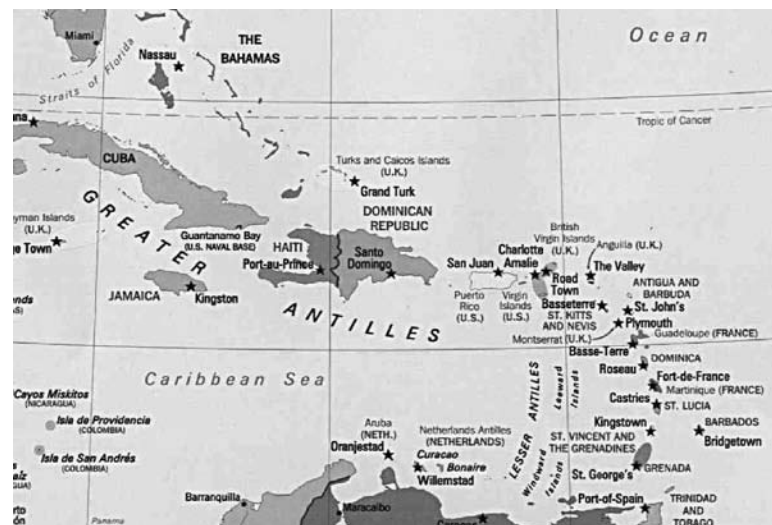 Ocean
Miami
THE
BAHAMAS
Nassau
Straits of Florida
Tropic of Cancer
CUBA
Turks and Caicos Islands
(U.K.)
Grand Turk
GREATER
ANTILLES
yman Islands
(U.K.)
ge Town
Guantanamo Bay
(U.S. NAVAL BASE)
DOMINICAN
REPUBLIC
HAITI
Port-au-Prince
Santo
Domingo
JAMAICA
Kingston
San Juan
Puerto
Rico
(U.S.)
Charlotte
Amalie
Virgin
Islands
(U.S.)
British
Virgin Islands
(U.K.)
Road
Town
Anguilla (U.K.)
The Valley
ANTIGUA AND
BARBUDA
Basseterre
St. John's
ST. KITTS
AND NEVIS
Plymouth
Montserrat (U.K.)
Guadeloupe (FRANCE)
Basse-Terre
DOMINICA
Roseau
Fort-de-France
Martinique (FRANCE)
Castries
ST. LUCIA
Caribbean Sea
LESSER ANTILLES
Leeward
Islands
Windward
Islands
Cayos Miskitos
(NICARAGUA)
Isla de Providencia
(COLOMBIA)
Isla de San Andrés
(COLOMBIA)
Aruba
(NETH.)
Oranjestad
Netherlands Antilles
(NETHERLANDS)
Curacao
Bonaire
Willemstad
Kingstown
BARBADOS
Bridgetown
ST. VINCENT AND
THE GRENADINES
St. George's
GRENADA
Port-of-Spain
TRINIDAD
AND
TOBAGO
Barranquilla
Maracaibo
Panama